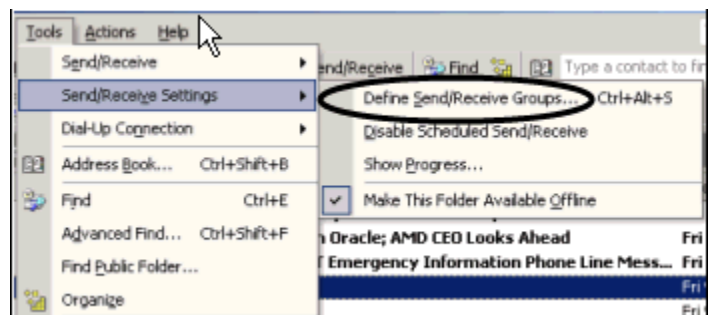 Tools Actions Help
Send/Receive
end/Receive Find Type a contact to fin
Send/Receive Settings
Define Send/Receive Groups... Ctrl+Alt+S
Dial-Up Connection
Disable Scheduled Send/Receive
Address Book... Ctrl+Shift+B
Show Progress...
Find Ctrl+E
Make This Folder Available Offline
Advanced Find... Ctrl+Shift+F
Oracle; AMD CEO Looks Ahead Fri
Find Public Folder...
Emergency Information Phone Line Mess... Fri
Fri
Organize
Fri